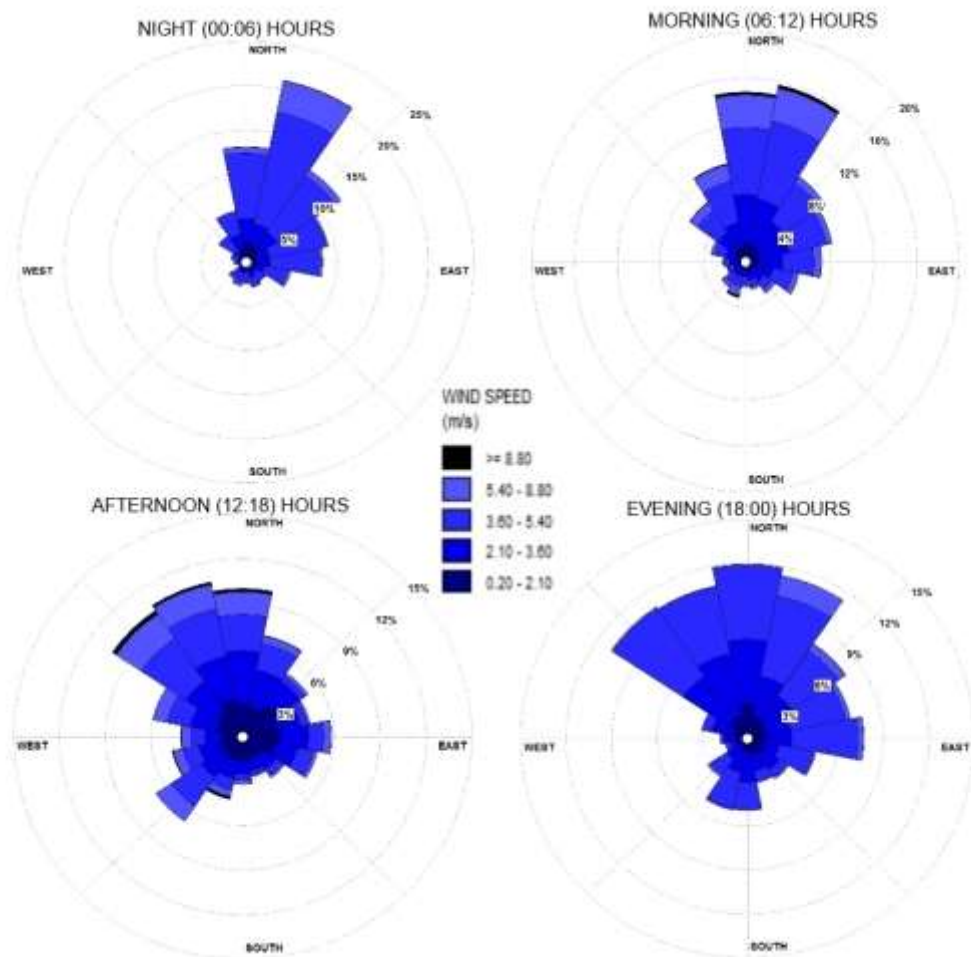 NIGHT (00:06) HOURS
NORTH
25%
20%
15%
10%
5%
WEST
EAST
SOUTH
MORNING (06:12) HOURS
NORTH
20%
16%
12%
8%
4%
WEST
EAST
SOUTH
WIND SPEED
(m/s)
>= 8.80
5.40 - 8.80
3.60 - 5.40
2.10 - 3.60
0.20 - 2.10
AFTERNOON (12:18) HOURS
NORTH
15%
12%
9%
6%
3%
WEST
EAST
SOUTH
EVENING (18:00) HOURS
NORTH
15%
12%
9%
6%
3%
WEST
EAST
SOUTH